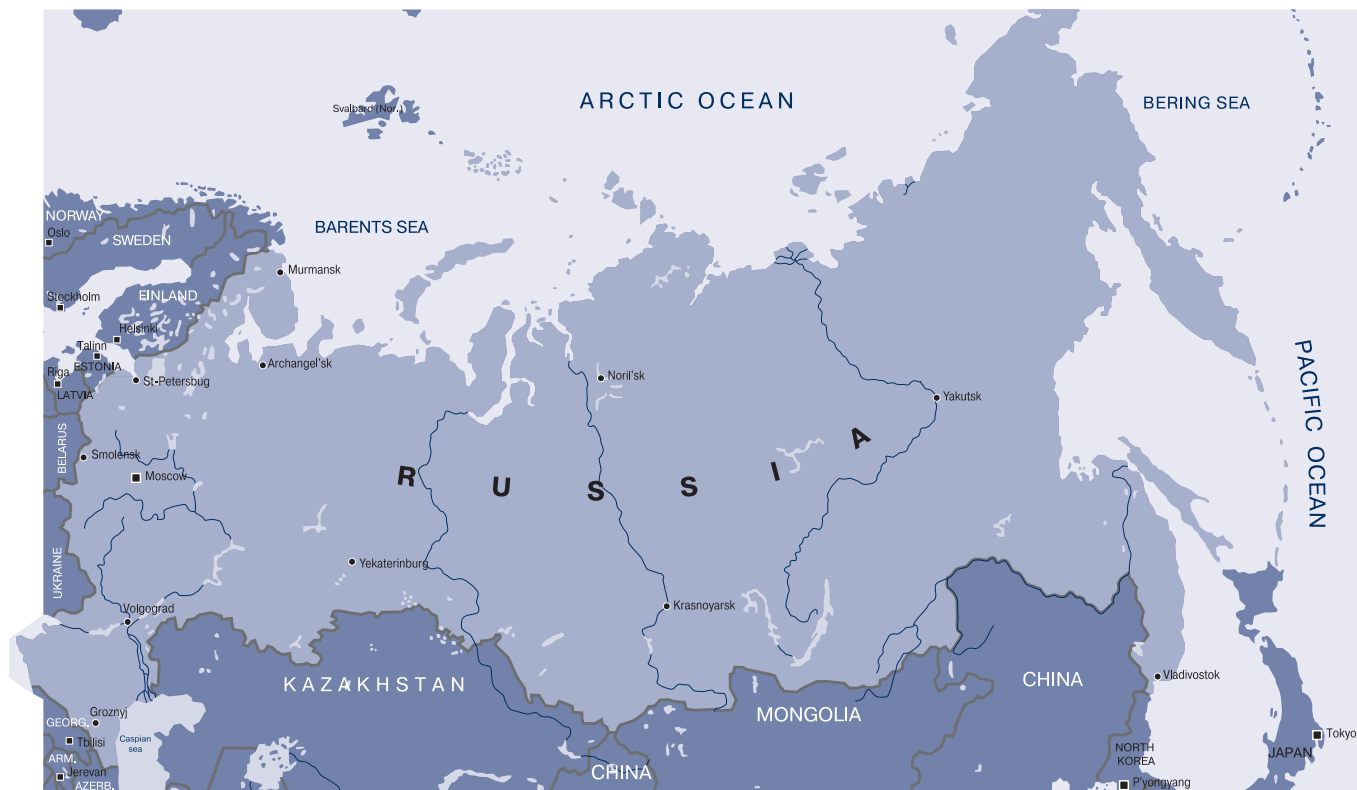 ARCTIC OCEAN
BERING SEA
Svalbard (Nor.)
NORWAY
Oslo
SWEDEN
BARENTS SEA
Murmansk
Stockholm
FINLAND
Helsinki
Talinn
ESTONIA
Riga
LATVIA
St-Petersbug
Archangel'sk
Noril'sk
Yakutsk
PACIFIC OCEAN
BELARUS
Smolensk
Moscow
RUSSIA
UKRAINE
Yekaterinburg
Volgograd
Krasnoyarsk
KAZAKHSTAN
MONGOLIA
CHINA
Vladivostok
GEORG.
Groznyj
Tbilisi
Caspian
sea
ARM.
Jerevan
AZERB.
CHINA
NORTH
KOREA
P'yongyang
JAPAN
Tokyo